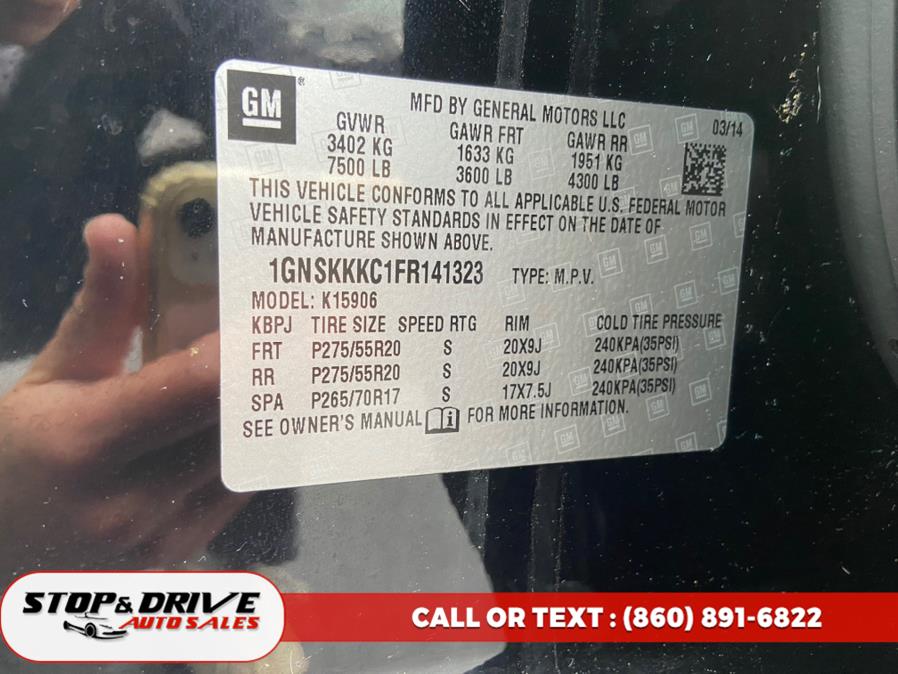 GM
MFD BY GENERAL MOTORS LLC
03/14
GVWR GAWR FRT GAWR RR
3402 KG 1633 KG 1951 KG
7500 LB 3600 LB 4300 LB
THIS VEHICLE CONFORMS TO ALL APPLICABLE U.S. FEDERAL MOTOR
VEHICLE SAFETY STANDARDS IN EFFECT ON THE DATE OF
MANUFACTURE SHOWN ABOVE.
1GNSKKKC1FR141323 TYPE: M.P.V.
MODEL: K15906
KBPJ TIRE SIZE SPEED RTG RIM COLD TIRE PRESSURE
FRT P275/55R20 S 20X9J 240KPA(35PSI)
RR P275/55R20 S 20X9J 240KPA(35PSI)
SPA P265/70R17 S 17X7.5J 240KPA(35PSI)
SEE OWNER'S MANUAL i FOR MORE INFORMATION.
STOP & DRIVE
AUTO SALES
CALL OR TEXT : (860) 891-6822